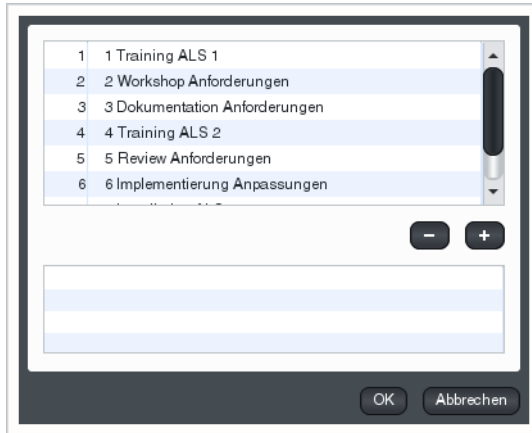 1 1 Training ALS 1
2 2 Workshop Anforderungen
3 3 Dokumentation Anforderungen
4 4 Training ALS 2
5 5 Review Anforderungen
6 6 Implementierung Anpassungen
− +
OK Abbrechen